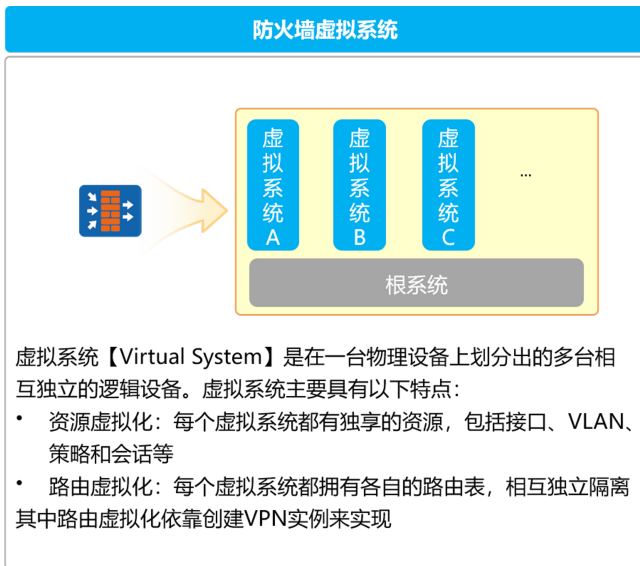 防火墙虚拟系统
虚拟系统A
虚拟系统B
虚拟系统C
...
根系统
虚拟系统【Virtual System】是在一台物理设备上划分出的多台相
互独立的逻辑设备。虚拟系统主要具有以下特点：
• 资源虚拟化：每个虚拟系统都有独享的资源，包括接口、VLAN、
策略和会话等
• 路由虚拟化：每个虚拟系统都拥有各自的路由表，相互独立隔离
其中路由虚拟化依靠创建VPN实例来实现